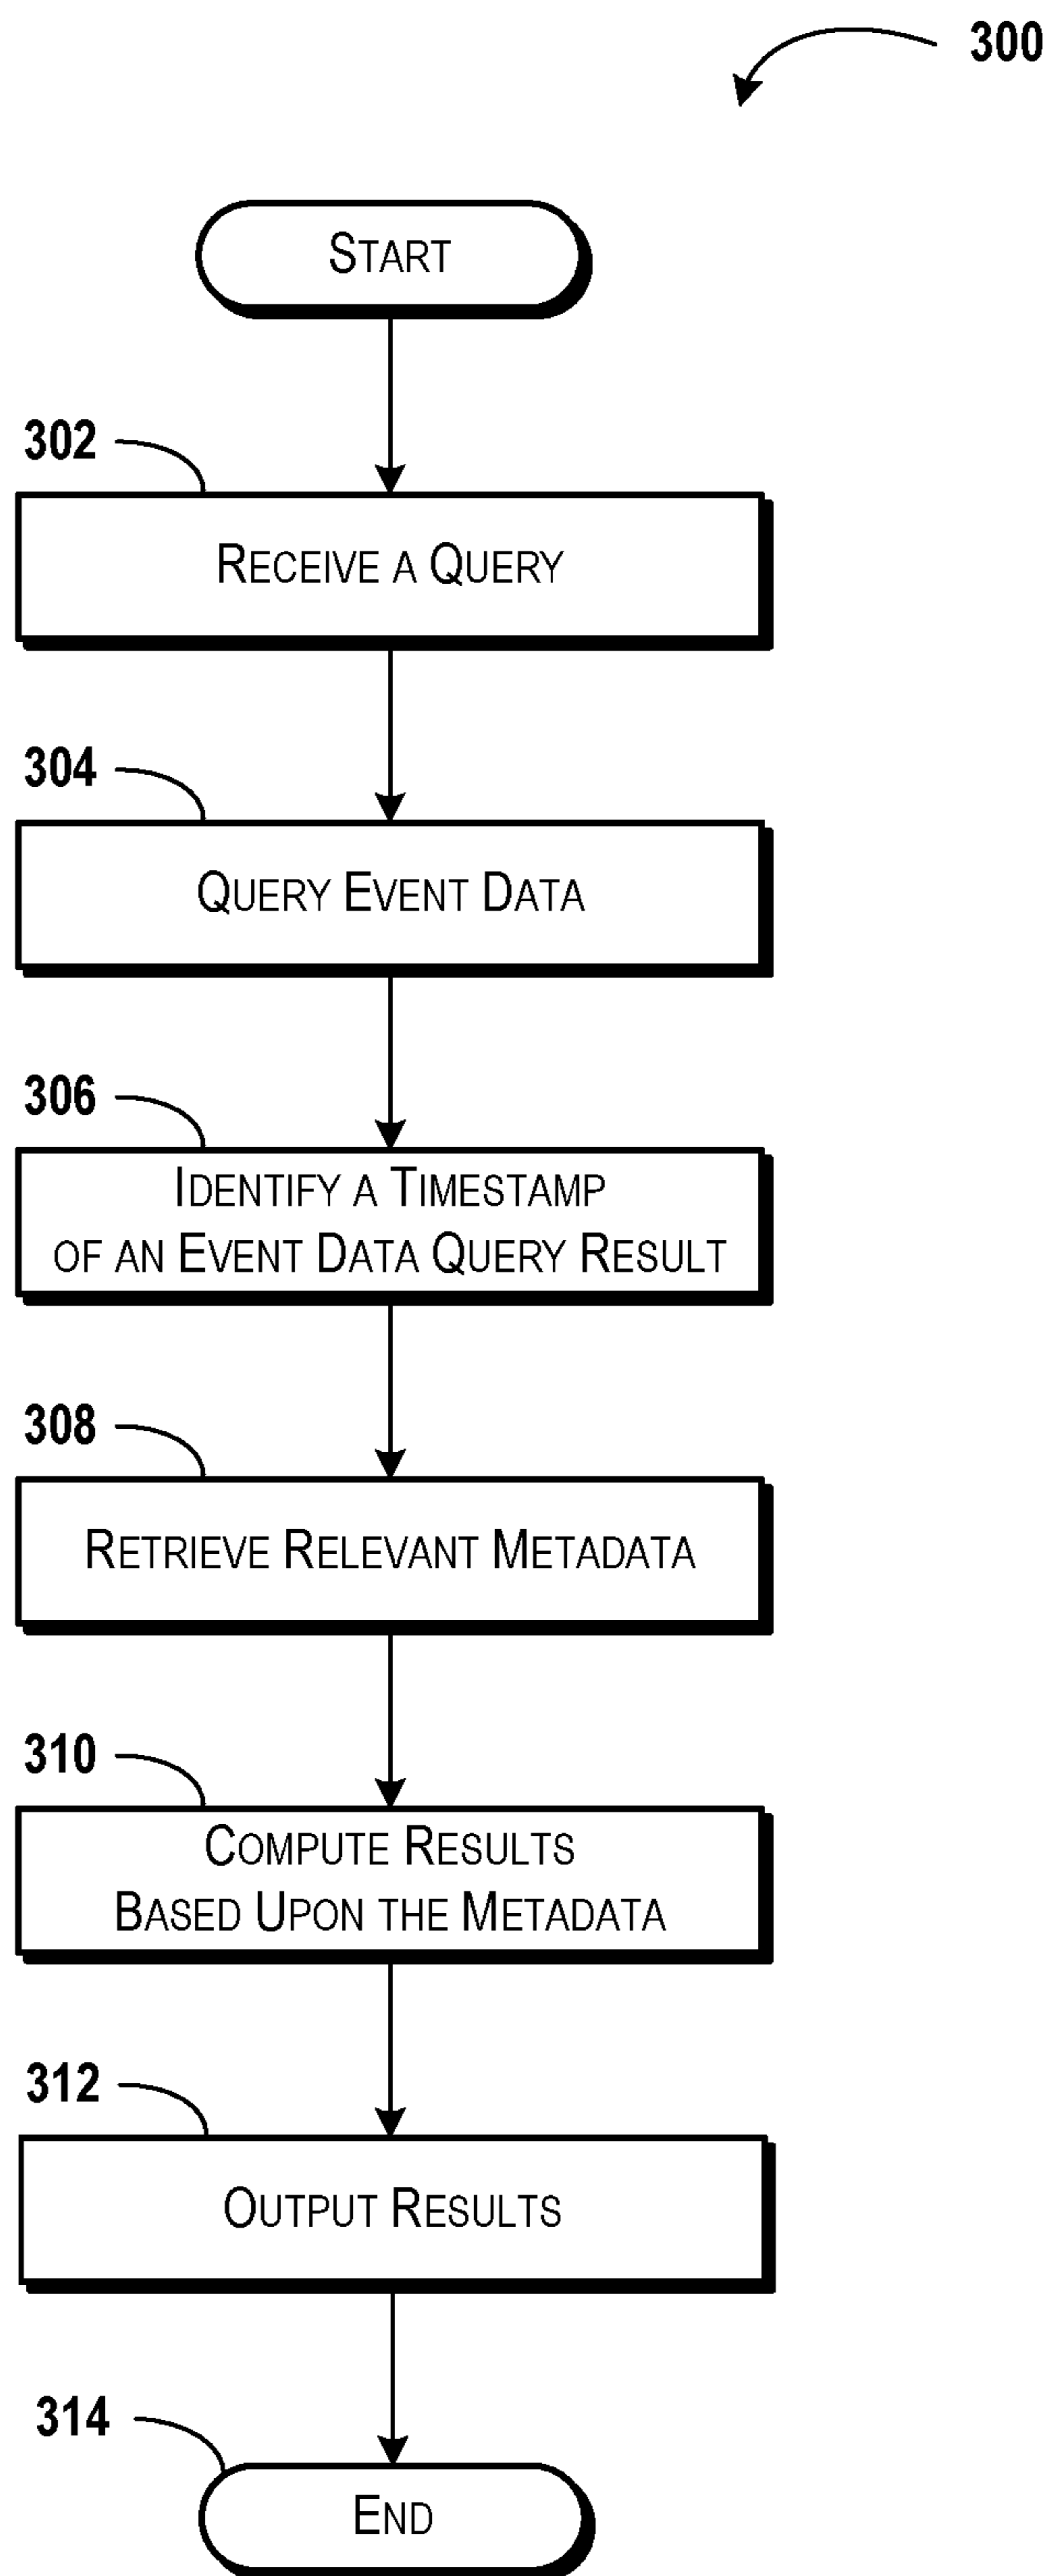 300
START
302
RECEIVE A QUERY
304
QUERY EVENT DATA
306
IDENTIFY A TIMESTAMP
OF AN EVENT DATA QUERY RESULT
308
RETRIEVE RELEVANT METADATA
310
COMPUTE RESULTS
BASED UPON THE METADATA
312
OUTPUT RESULTS
314
END